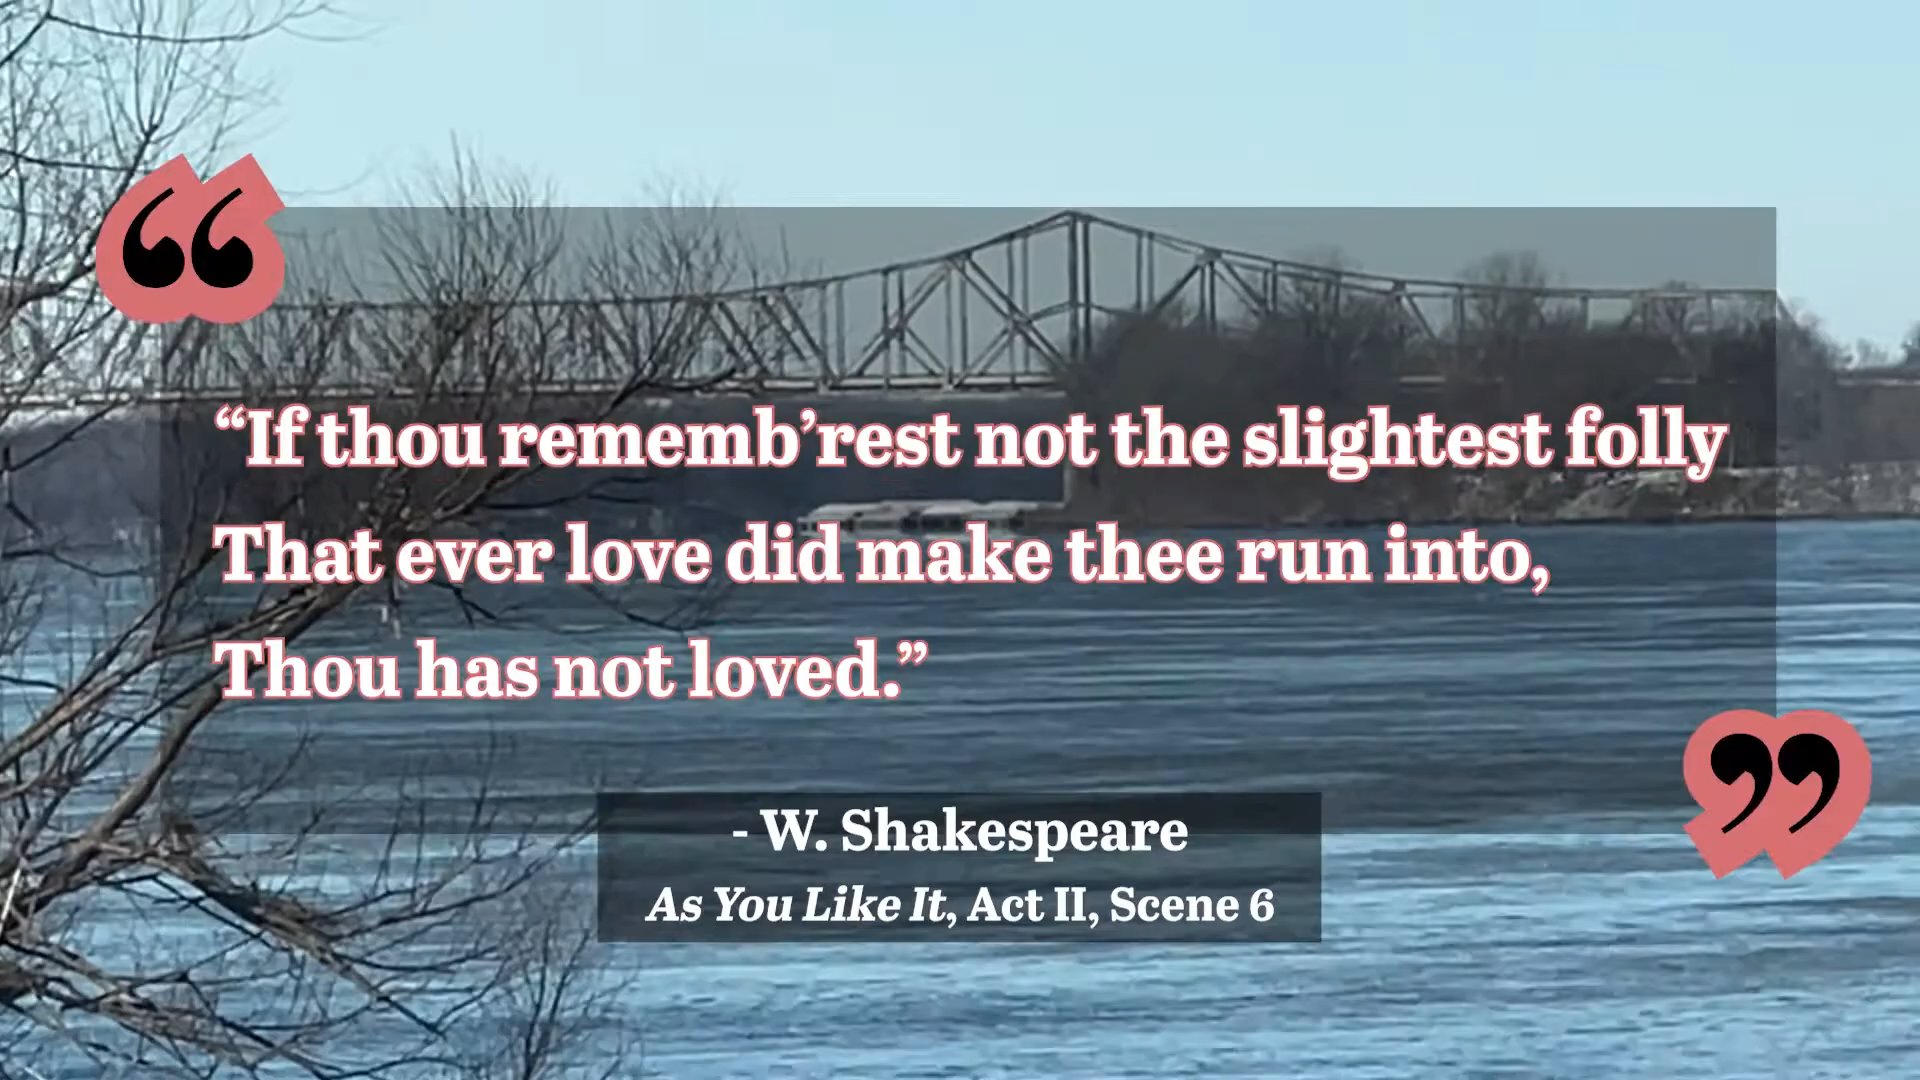 “If thou rememb’rest not the slightest folly
That ever love did make thee run into,
Thou has not loved.”
- W. Shakespeare
As You Like It, Act II, Scene 6